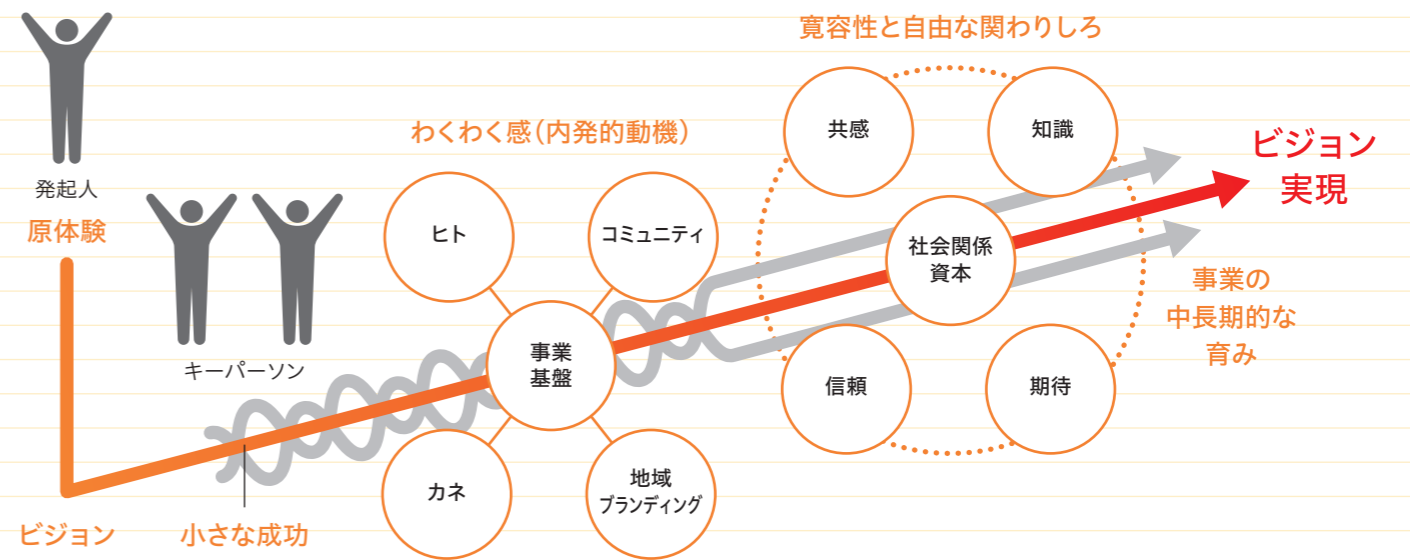 発起人
原体験
キーパーソン
ビジョン
小さな成功
わくわく感(内発的動機)
ヒト
コミュニティ
事業
基盤
カネ
地域
ブランディング
寛容性と自由な関わりしろ
共感
知識
社会関係
資本
信頼
期待
ビジョン
実現
事業の
中長期的な
育み